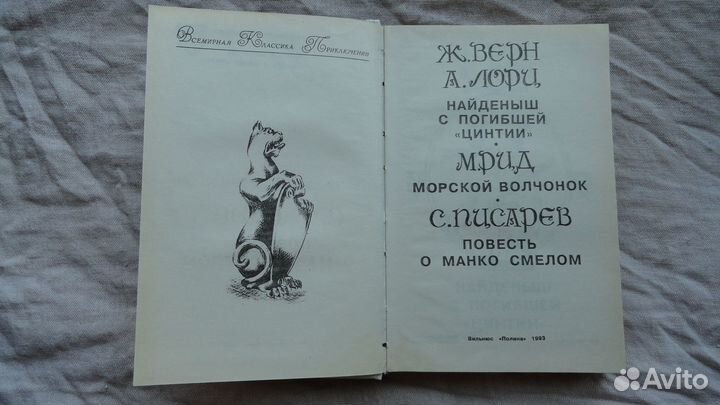 Всемирная Классика Приключений
Ж. ВЕРН
А. ЛОРИ
НАЙДЕНЫШ
С ПОГИБШЕЙ
«ЦИНТИИ»
•
М. РИД
МОРСКОЙ ВОЛЧОНОК
•
С. ПИСАРЕВ
ПОВЕСТЬ
О МАНКО СМЕЛОМ
Вильнюс «Полина» 1993
Avito